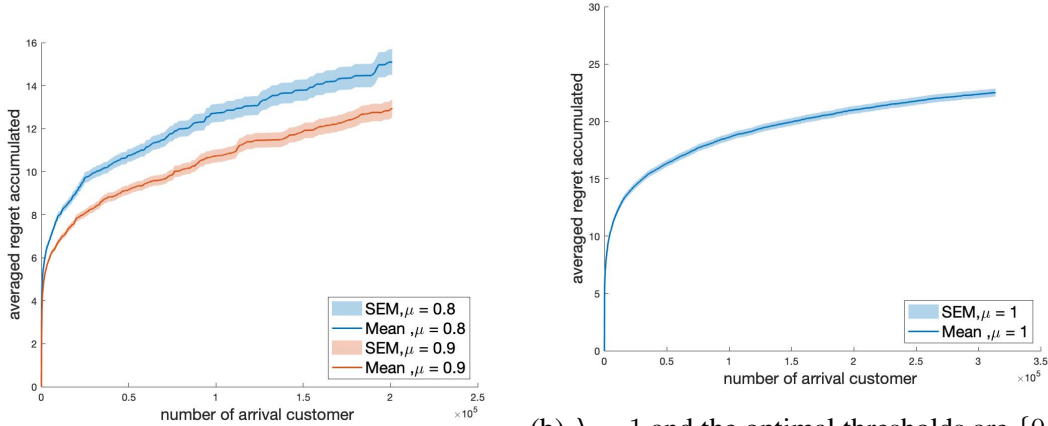 16
14
12
10
8
6
4
2
0
averaged regret accumulated
SEM,μ = 0.8
Mean ,μ = 0.8
SEM,μ = 0.9
Mean ,μ = 0.9
0 0.5 1 1.5 2 2.5
number of arrival customer
×10⁵
30
25
20
15
10
5
0
averaged regret accumulated
SEM,μ = 1
Mean ,μ = 1
0 0.5 1 1.5 2 2.5 3 3.5
number of arrival customer
×10⁵
1 and the optimal thresholds are {0